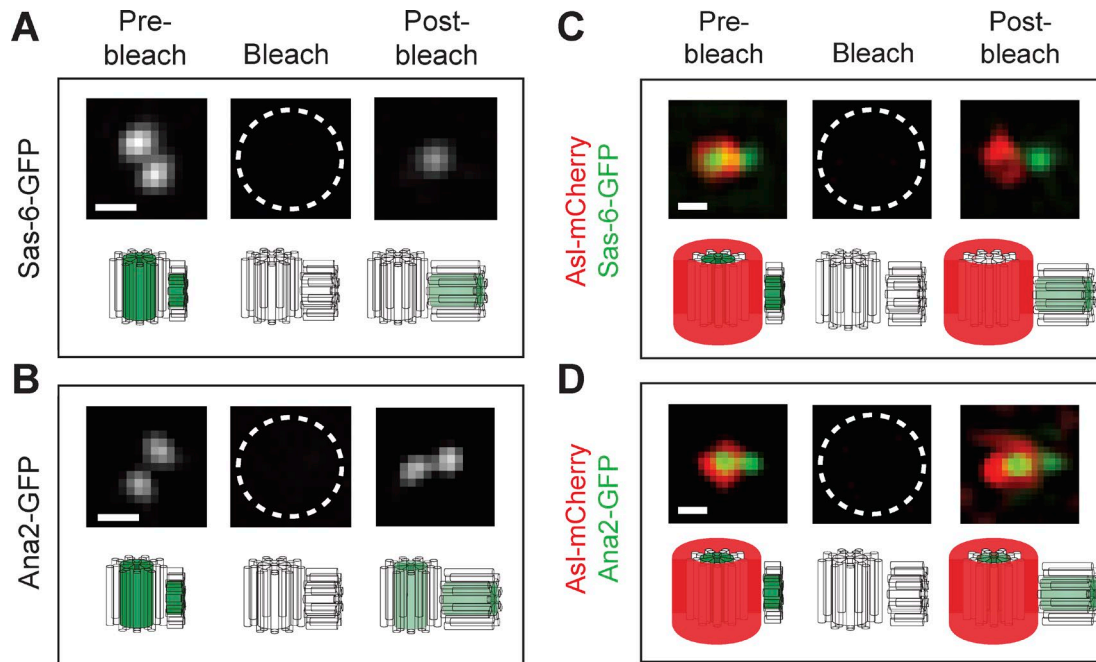 A
Pre-
bleach
Bleach
Post-
bleach
Sas-6-GFP
B
Ana2-GFP
C
Pre-
bleach
Bleach
Post-
bleach
Asl-mCherry
Sas-6-GFP
D
Asl-mCherry
Ana2-GFP